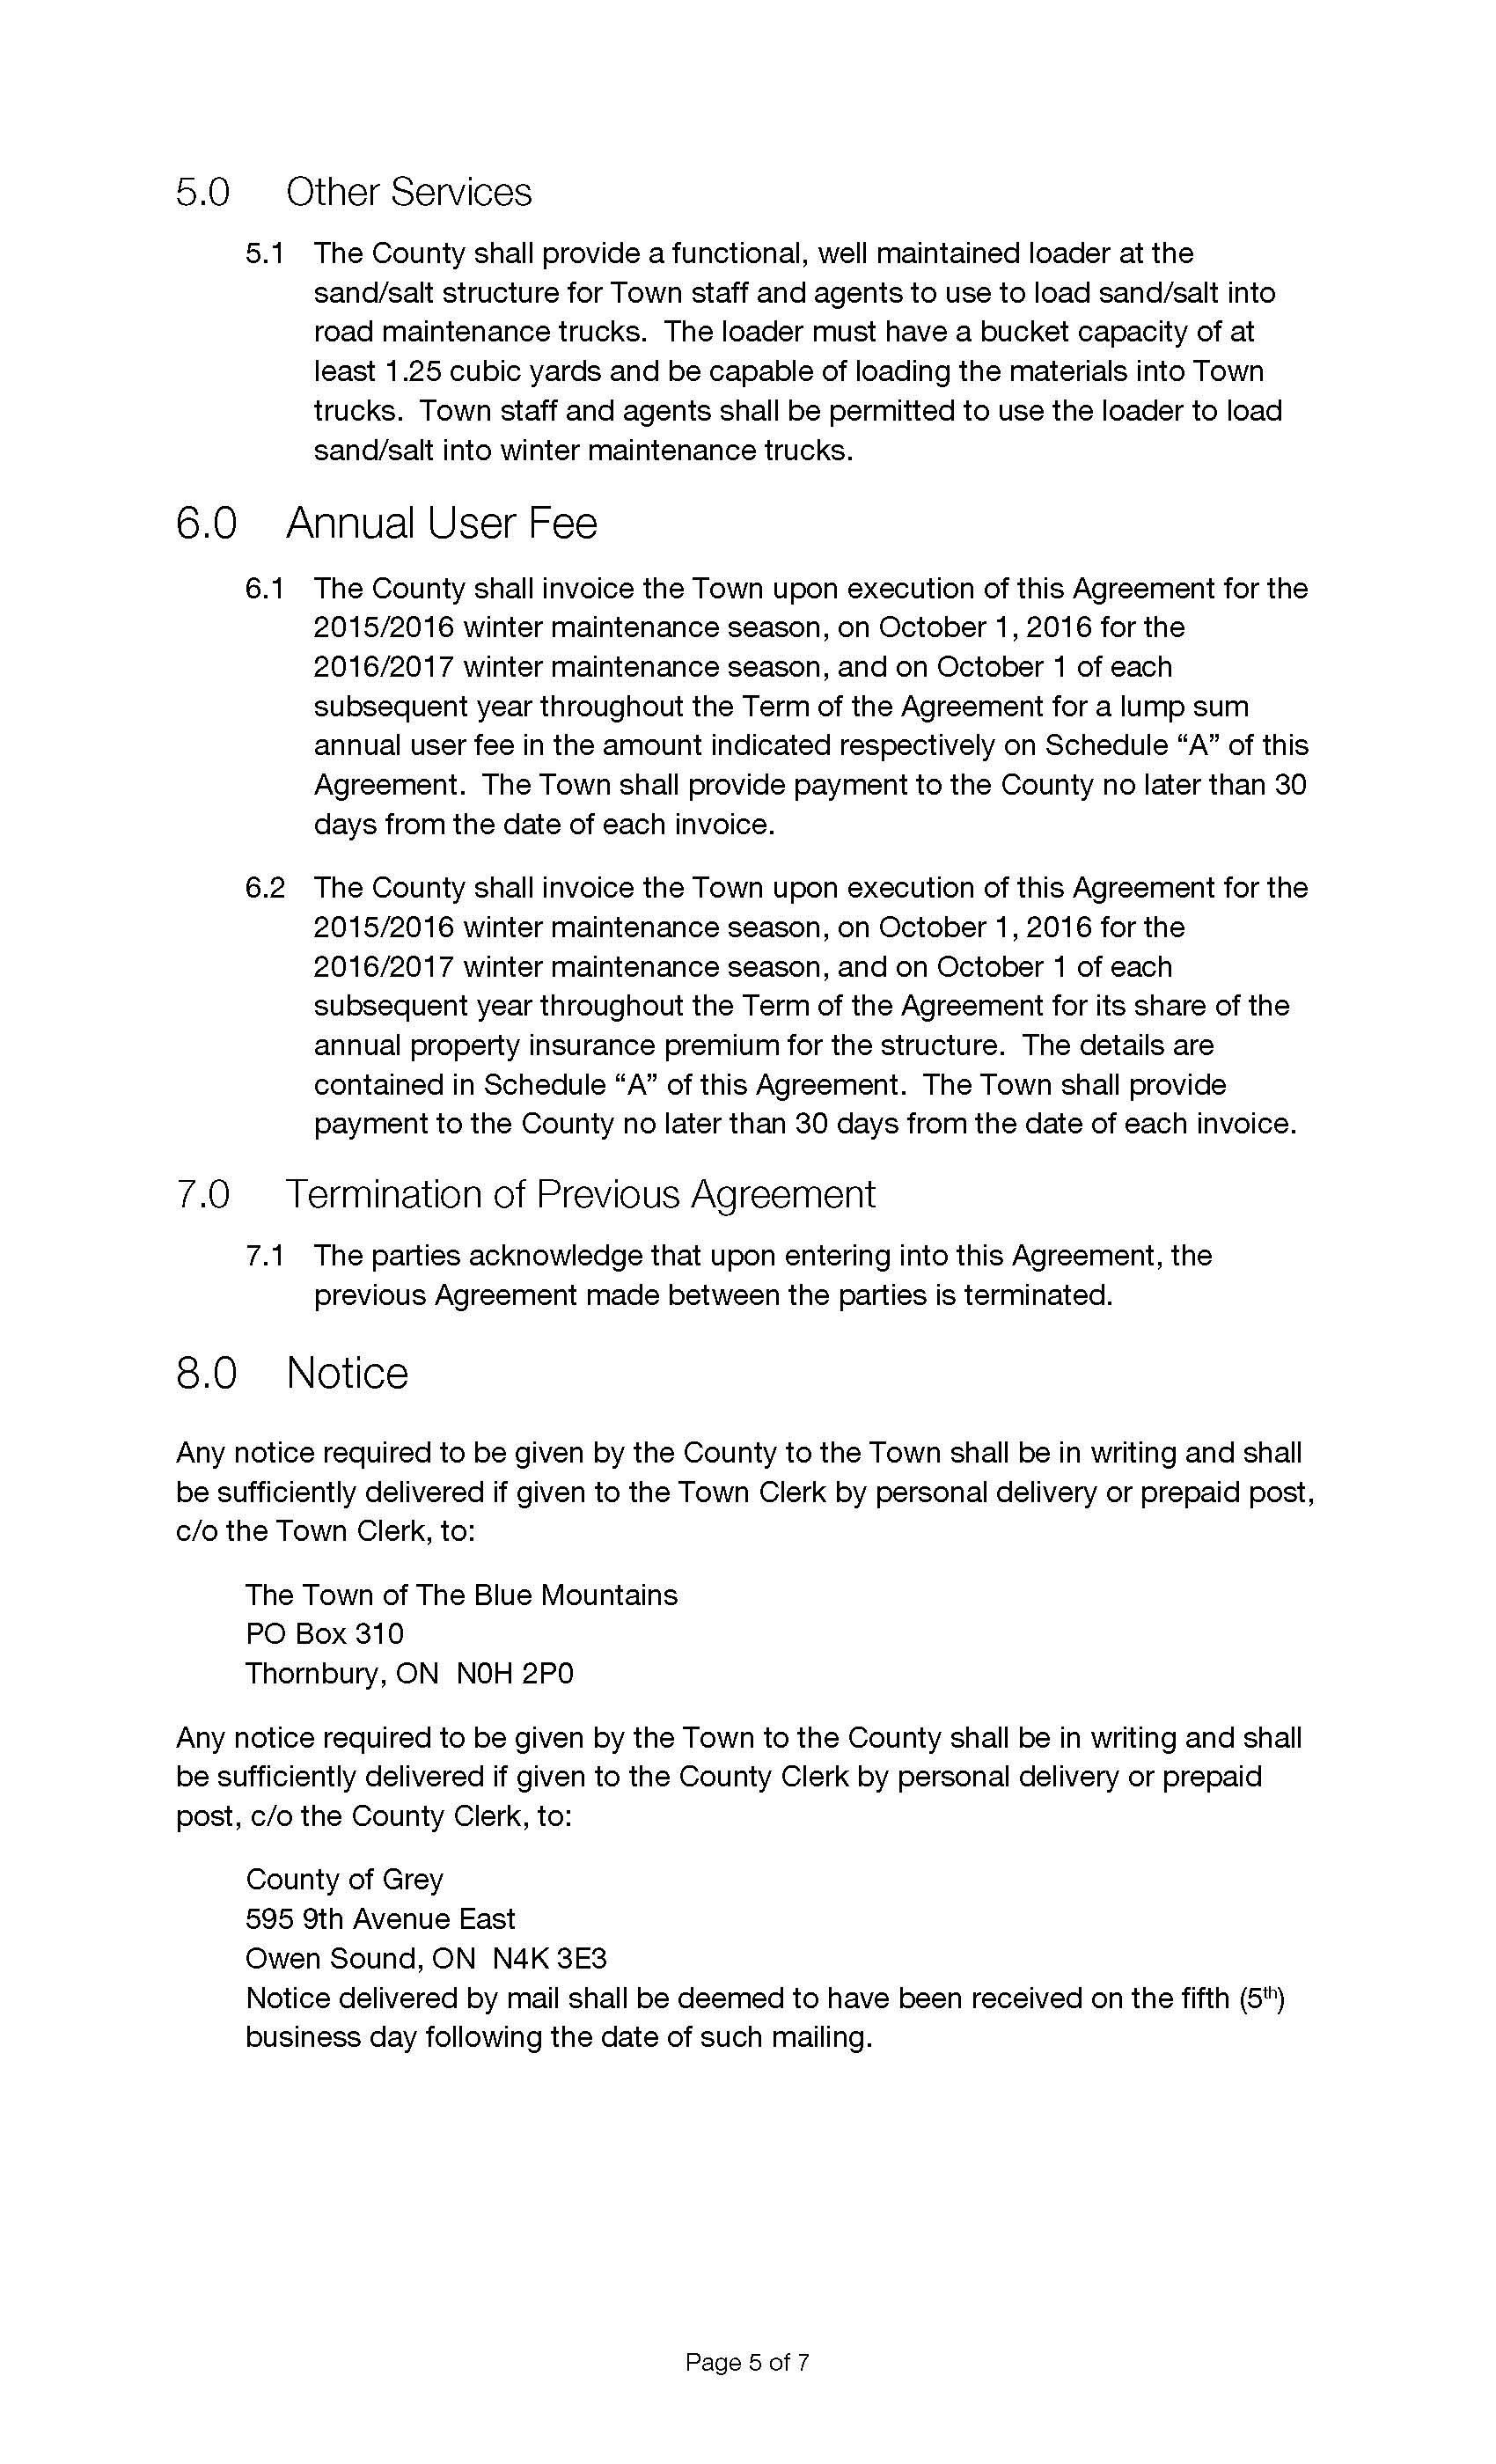 5.0 Other Services
5.1 The County shall provide a functional, well maintained loader at the
sand/salt structure for Town staff and agents to use to load sand/salt into
road maintenance trucks.  The loader must have a bucket capacity of at
least 1.25 cubic yards and be capable of loading the materials into Town
trucks.  Town staff and agents shall be permitted to use the loader to load
sand/salt into winter maintenance trucks.
6.0 Annual User Fee
6.1 The County shall invoice the Town upon execution of this Agreement for the
2015/2016 winter maintenance season, on October 1, 2016 for the
2016/2017 winter maintenance season, and on October 1 of each
subsequent year throughout the Term of the Agreement for a lump sum
annual user fee in the amount indicated respectively on Schedule “A” of this
Agreement.  The Town shall provide payment to the County no later than 30
days from the date of each invoice.
6.2 The County shall invoice the Town upon execution of this Agreement for the
2015/2016 winter maintenance season, on October 1, 2016 for the
2016/2017 winter maintenance season, and on October 1 of each
subsequent year throughout the Term of the Agreement for its share of the
annual property insurance premium for the structure.  The details are
contained in Schedule “A” of this Agreement.  The Town shall provide
payment to the County no later than 30 days from the date of each invoice.
7.0 Termination of Previous Agreement
7.1 The parties acknowledge that upon entering into this Agreement, the
previous Agreement made between the parties is terminated.
8.0 Notice
Any notice required to be given by the County to the Town shall be in writing and shall
be sufficiently delivered if given to the Town Clerk by personal delivery or prepaid post,
c/o the Town Clerk, to:
The Town of The Blue Mountains
PO Box 310
Thornbury, ON  N0H 2P0
Any notice required to be given by the Town to the County shall be in writing and shall
be sufficiently delivered if given to the County Clerk by personal delivery or prepaid
post, c/o the County Clerk, to:
County of Grey
595 9th Avenue East
Owen Sound, ON  N4K 3E3
Notice delivered by mail shall be deemed to have been received on the fifth (5th)
business day following the date of such mailing.
Page 5 of 7